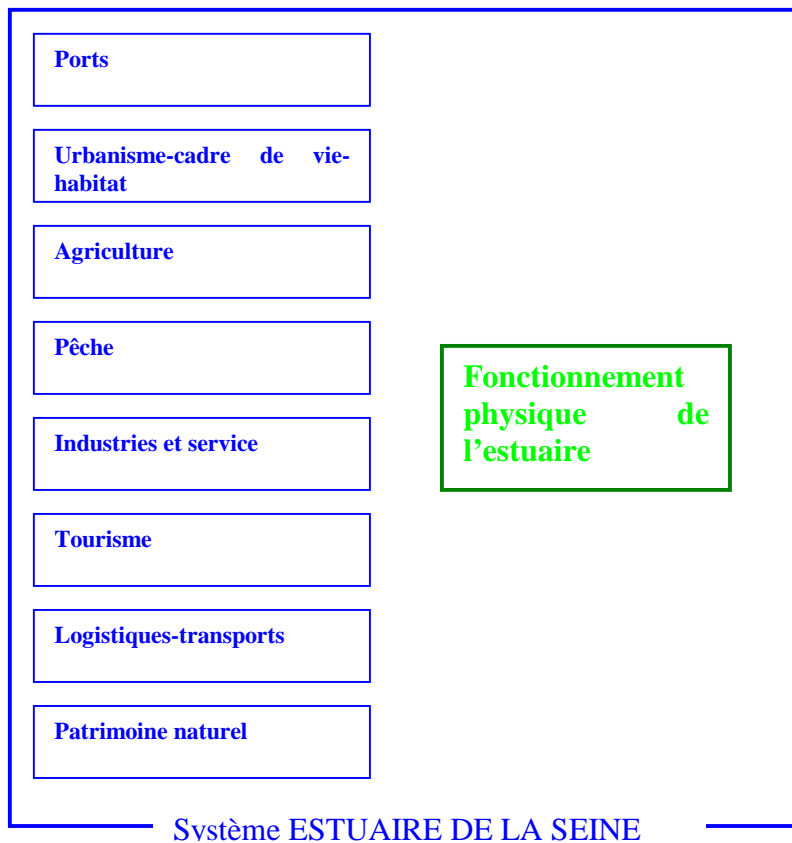 Ports
Urbanisme-cadre de vie-
habitat
Agriculture
Pêche
Fonctionnement
physique de
l’estuaire
Industries et service
Tourisme
Logistiques-transports
Patrimoine naturel
Système ESTUAIRE DE LA SEINE